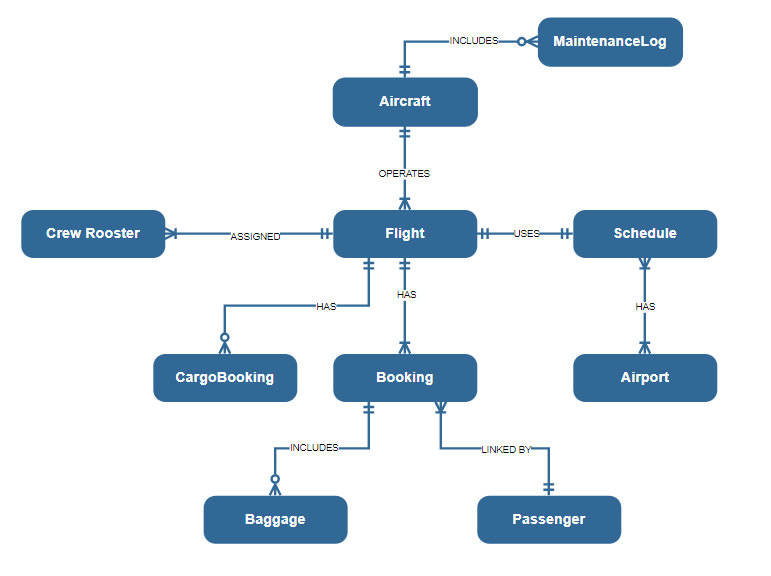 INCLUDES
MaintenanceLog
Aircraft
OPERATES
Crew Rooster
ASSIGNED
Flight
USES
Schedule
HAS
HAS
HAS
CargoBooking
Booking
Airport
INCLUDES
LINKED BY
Baggage
Passenger